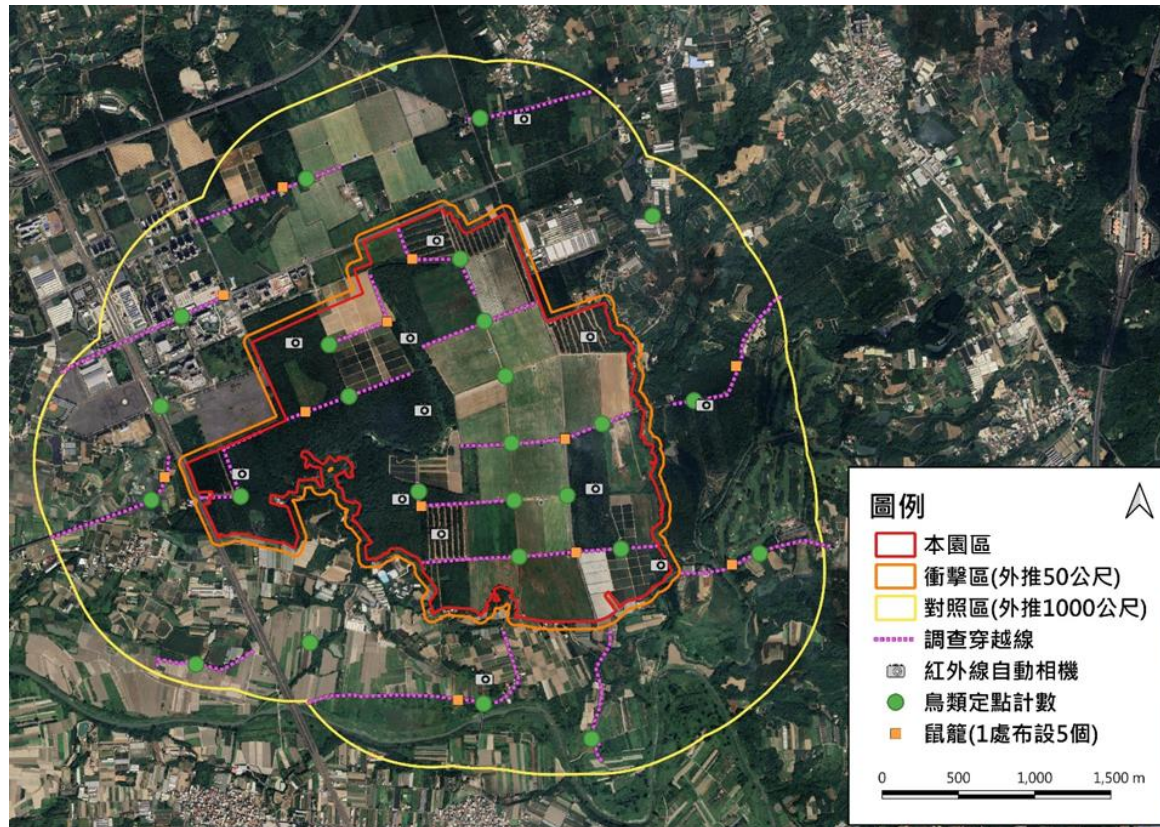 圖例
本園區
衝擊區(外推50公尺)
對照區(外推1000公尺)
調查穿越線
紅外線自動相機
鳥類定點計數
鼠籠(1處布設5個)
0 500 1,000 1,500 m